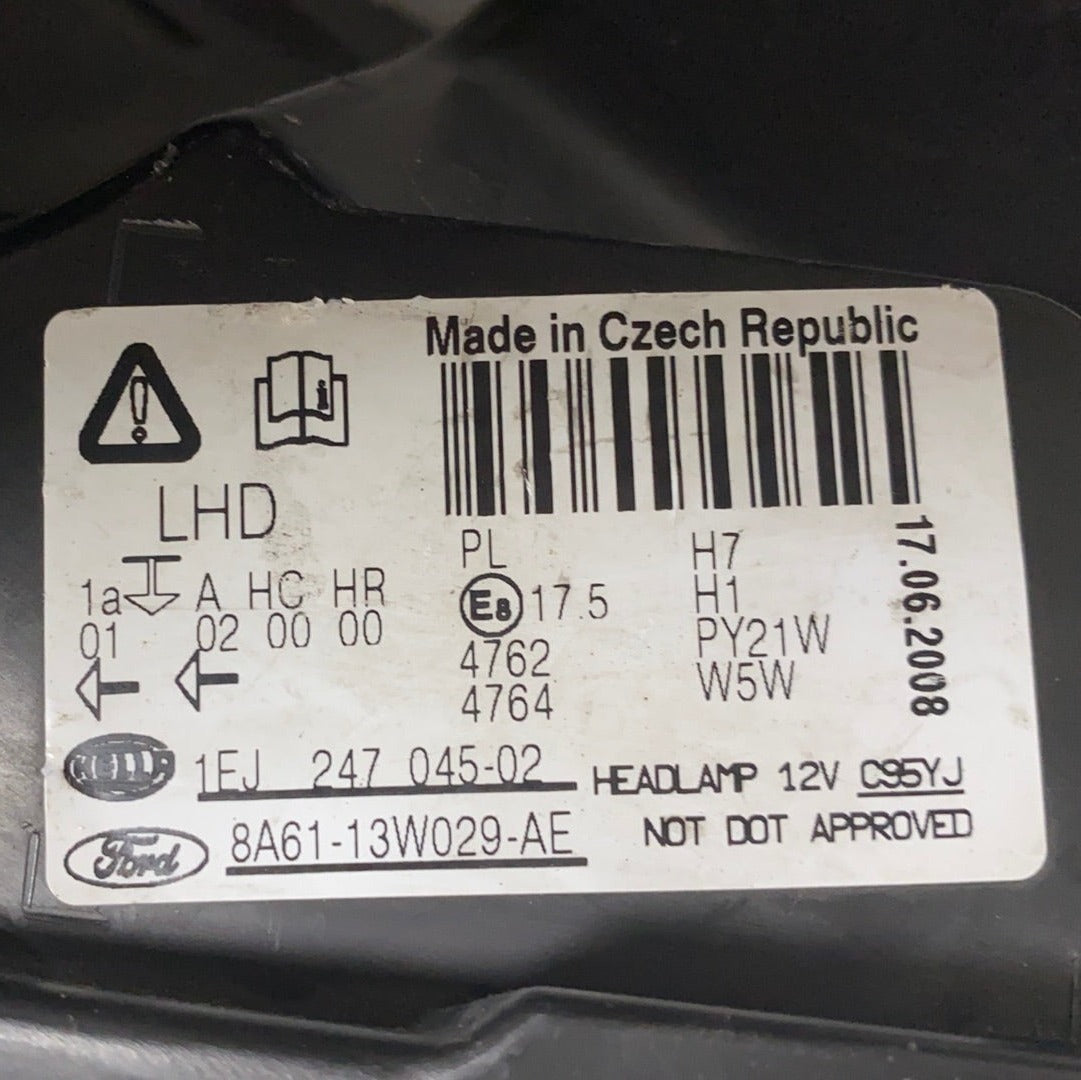 Made in Czech Republic
LHD
1a A HC HR
01 02 00 00
PL
E8 17.5
4762
4764
H7
H1
PY21W
W5W
17.06.2008
HELLA 1EJ 247 045-02
HEADLAMP 12V C95YJ
Ford 8A61-13W029-AE
NOT DOT APPROVED